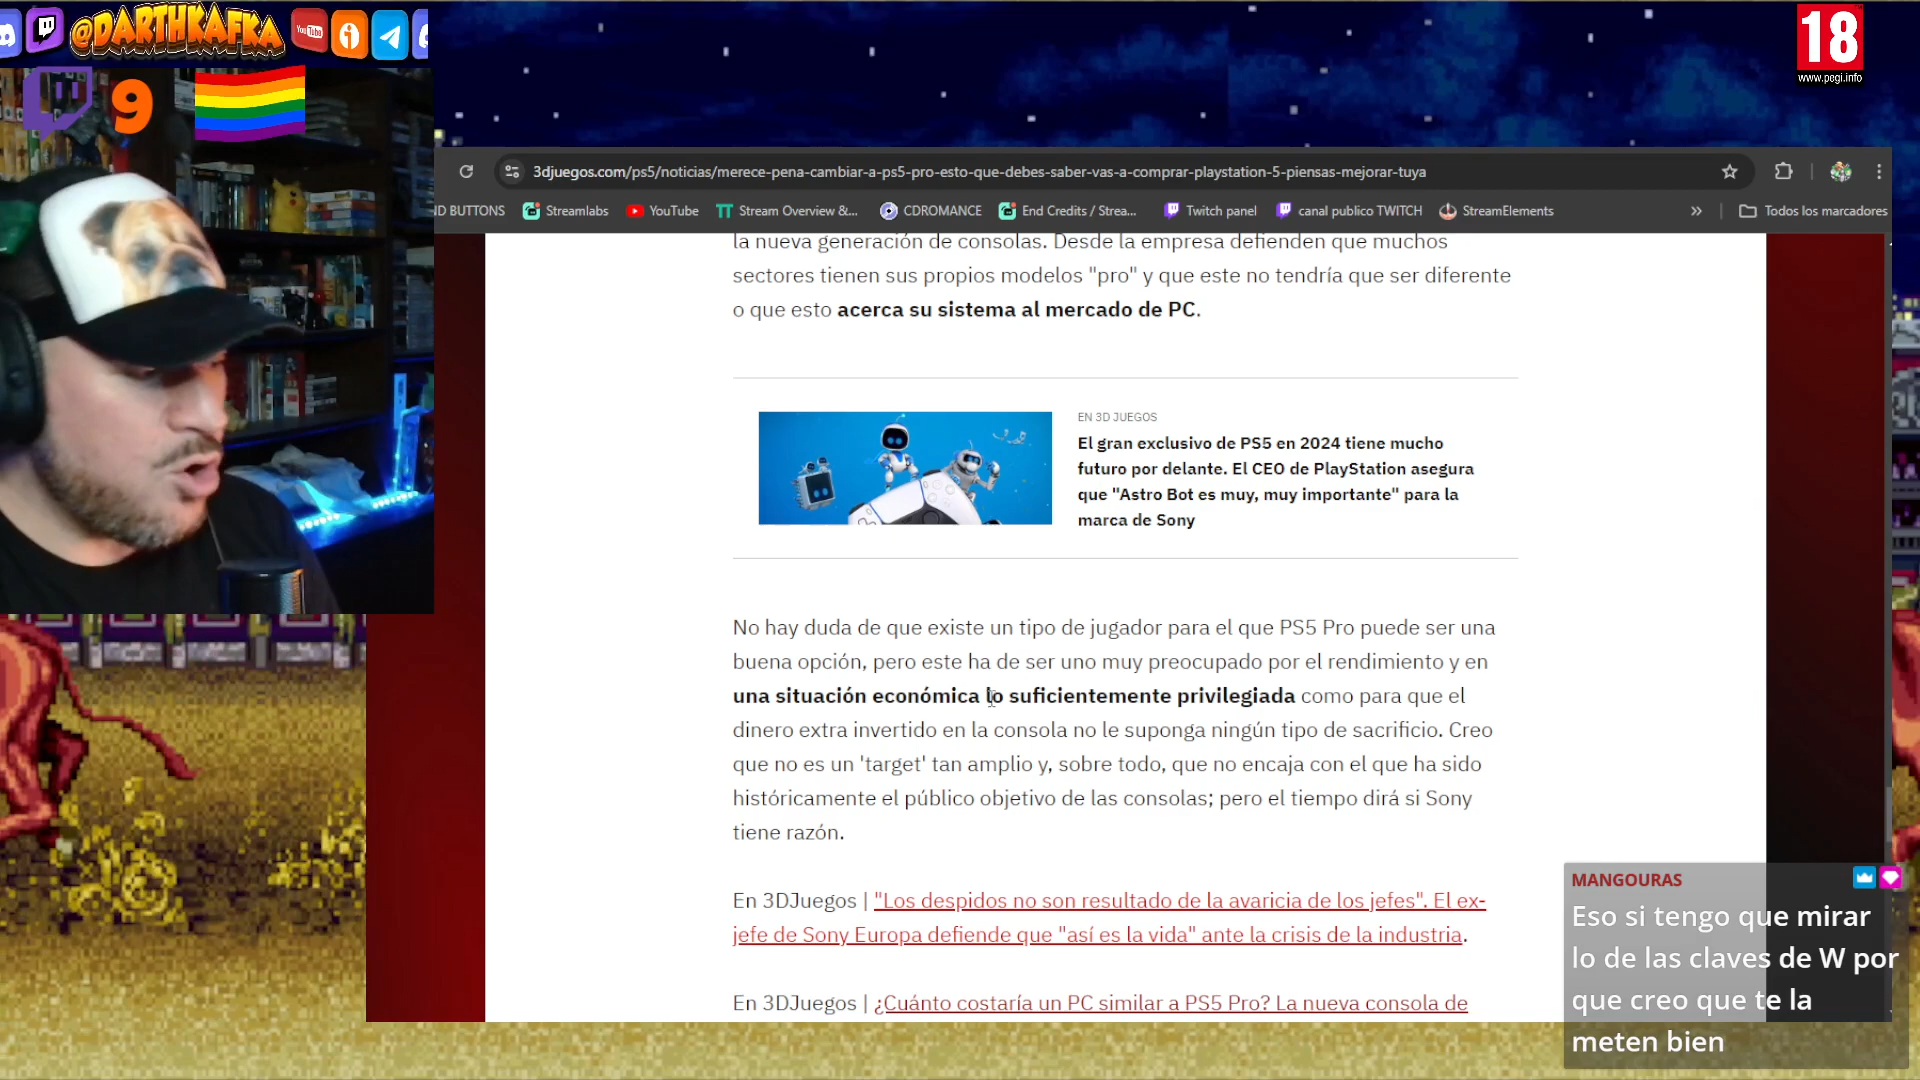 @DARTHKAFKA
You Tube
9
18
www.pegi.info
3djuegos.com/ps5/noticias/merece-pena-cambiar-a-ps5-pro-esto-que-debes-saber-vas-a-comprar-playstation-5-piensas-mejorar-tuya
ND BUTTONS Streamlabs YouTube Stream Overview &... CDROMANCE End Credits / Strea... Twitch panel canal publico TWITCH StreamElements » Todos los marcadores
la nueva generación de consolas. Desde la empresa defienden que muchos
sectores tienen sus propios modelos "pro" y que este no tendría que ser diferente
o que esto acerca su sistema al mercado de PC.
EN 3D JUEGOS
El gran exclusivo de PS5 en 2024 tiene mucho
futuro por delante. El CEO de PlayStation asegura
que "Astro Bot es muy, muy importante" para la
marca de Sony
No hay duda de que existe un tipo de jugador para el que PS5 Pro puede ser una
buena opción, pero este ha de ser uno muy preocupado por el rendimiento y en
una situación económica lo suficientemente privilegiada como para que el
dinero extra invertido en la consola no le suponga ningún tipo de sacrificio. Creo
que no es un 'target' tan amplio y, sobre todo, que no encaja con el que ha sido
históricamente el público objetivo de las consolas; pero el tiempo dirá si Sony
tiene razón.
En 3DJuegos | "Los despidos no son resultado de la avaricia de los jefes". El ex-
jefe de Sony Europa defiende que "así es la vida" ante la crisis de la industria.
En 3DJuegos | ¿Cuánto costaría un PC similar a PS5 Pro? La nueva consola de
MANGOURAS
Eso si tengo que mirar
lo de las claves de W por
que creo que te la
meten bien